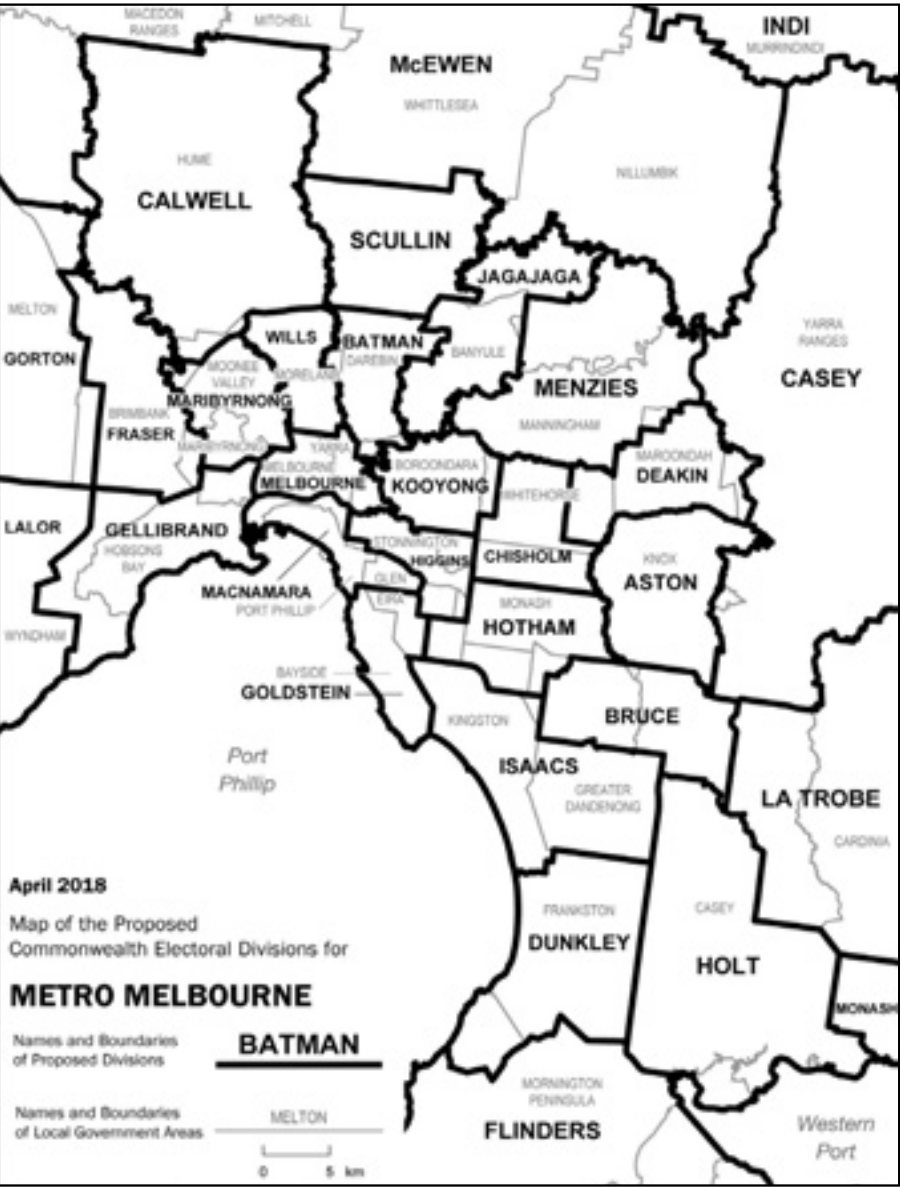 MACEDON
RANGES
MITCHELL
INDI
MURRINDINDI
McEWEN
WHITTLESEA
HUME
CALWELL
NILLUMBIK
SCULLIN
JAGAJAGA
MELTON
GORTON
WILLS
BATMAN
DAREBIN
BANYULE
YARRA
RANGES
CASEY
MOONEE
VALLEY
MORELAND
MARIBYRNONG
MENZIES
BRIMBANK
FRASER
MARIBYRNONG
YARRA
MANNINGHAM
MAROONDAH
DEAKIN
MELBOURNE
MELBOURNE
BOROONDARA
KOOYONG
WHITEHORSE
LALOR
GELLIBRAND
HOBSONS
BAY
STONNINGTON
HIGGINS
CHISHOLM
KNOX
ASTON
MACNAMARA
PORT PHILLIP
GLEN
EIRA
MONASH
HOTHAM
WYNDHAM
BAYSIDE
GOLDSTEIN
KINGSTON
BRUCE
Port
Phillip
ISAACS
GREATER
DANDENONG
LA TROBE
CARDINIA
April 2018
Map of the Proposed
Commonwealth Electoral Divisions for
METRO MELBOURNE
FRANKSTON
DUNKLEY
CASEY
HOLT
MONASH
Names and Boundaries
of Proposed Divisions
BATMAN
Names and Boundaries
of Local Government Areas
MELTON
0 5 km
MORNINGTON
PENINSULA
FLINDERS
Western
Port